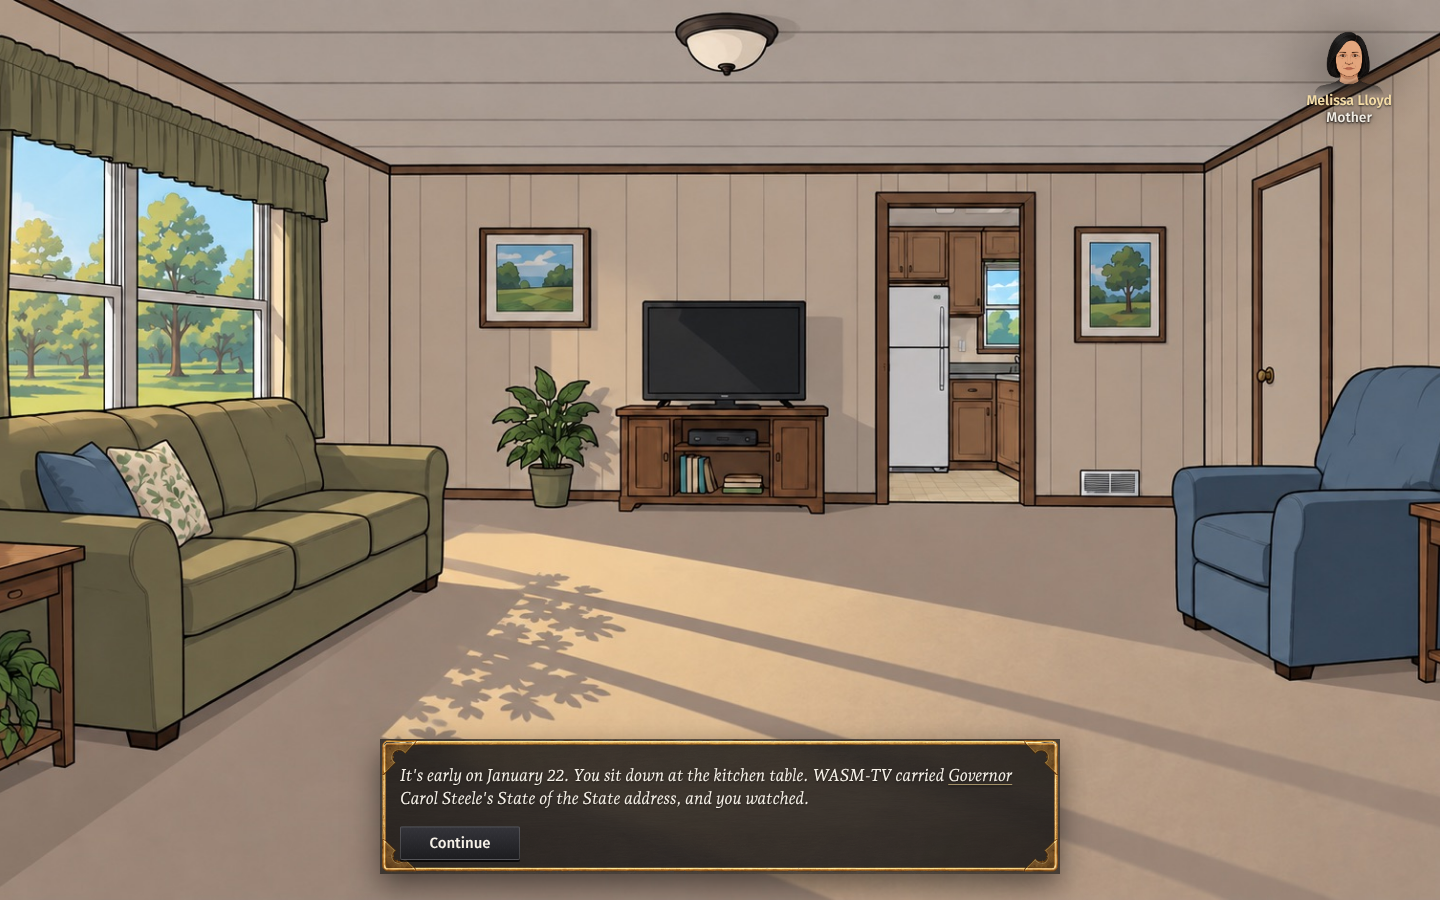 Melissa Lloyd
Mother
It's early on January 22. You sit down at the kitchen table. WASM-TV carried Governor
Carol Steele's State of the State address, and you watched.
Continue